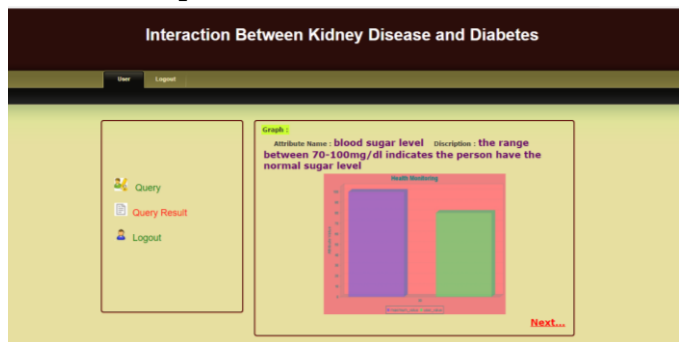 Interaction Between Kidney Disease and Diabetes
User Logout
Query
Query Result
Logout
Graph :
Attribute Name : blood sugar level Discription : the range
between 70-100mg/dl indicates the person have the
normal sugar level
Health Monitoring
Next...